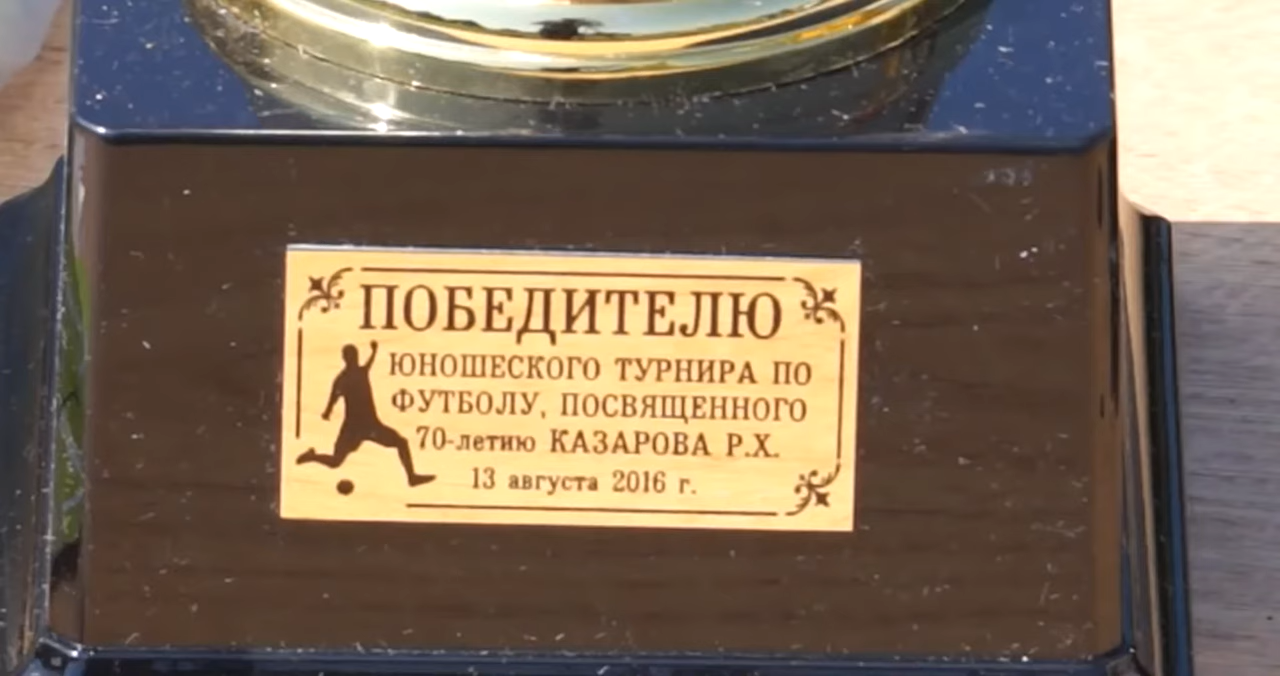 ПОБЕДИТЕЛЮ
ЮНОШЕСКОГО ТУРНИРА ПО
ФУТБОЛУ, ПОСВЯЩЕННОГО
70-летию КАЗАРОВА Р.Х.
13 августа 2016 г.